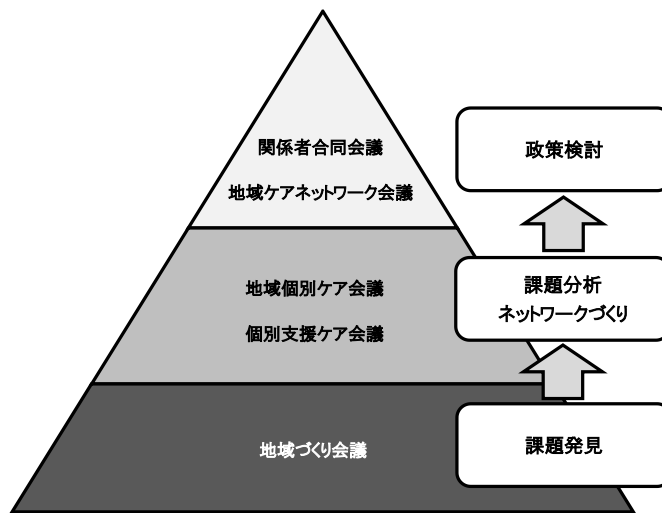 関係者合同会議
地域ケアネットワーク会議
政策検討
地域個別ケア会議
個別支援ケア会議
課題分析
ネットワークづくり
地域づくり会議
課題発見